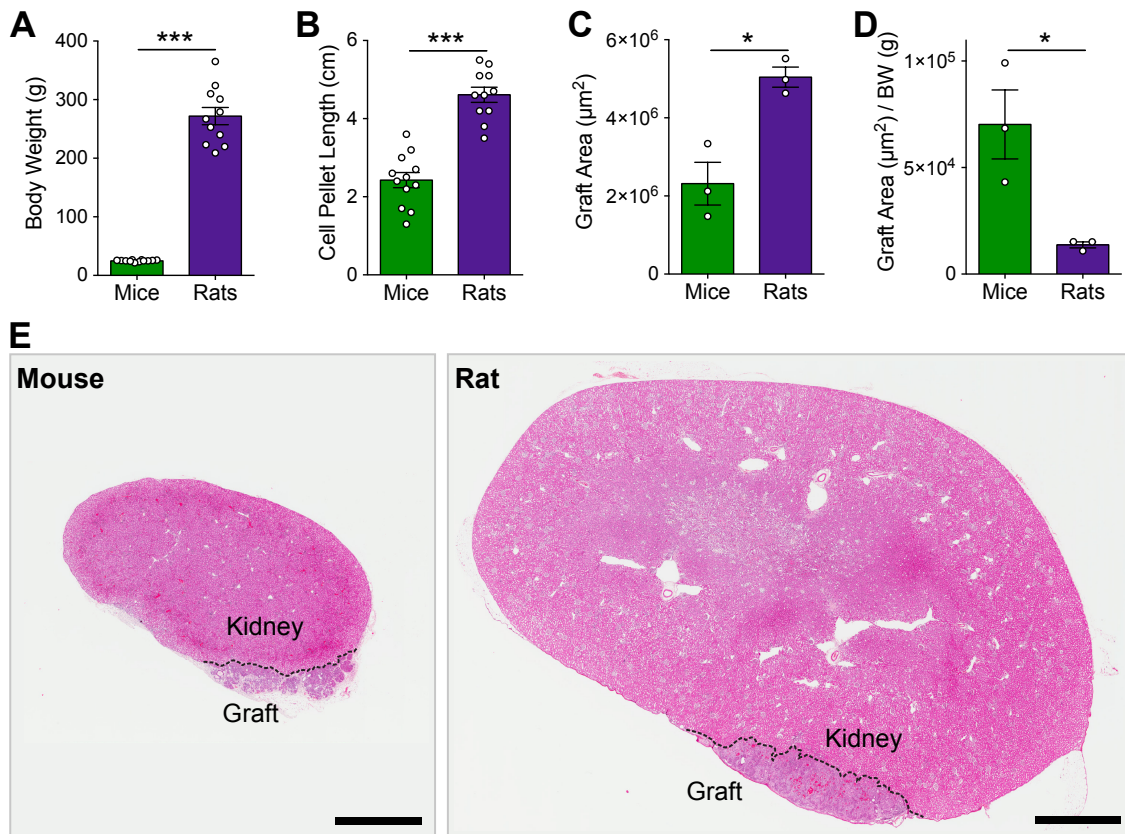 A
Body Weight (g)
400
300
200
100
0
***
Mice
Rats
B
Cell Pellet Length (cm)
6
4
2
0
***
Mice
Rats
C
Graft Area (µm²)
6×10⁶
4×10⁶
2×10⁶
0
*
Mice
Rats
D
Graft Area (µm²) / BW (g)
1×10⁵
5×10⁴
0
*
Mice
Rats
E
Mouse
Kidney
Graft
Rat
Kidney
Graft